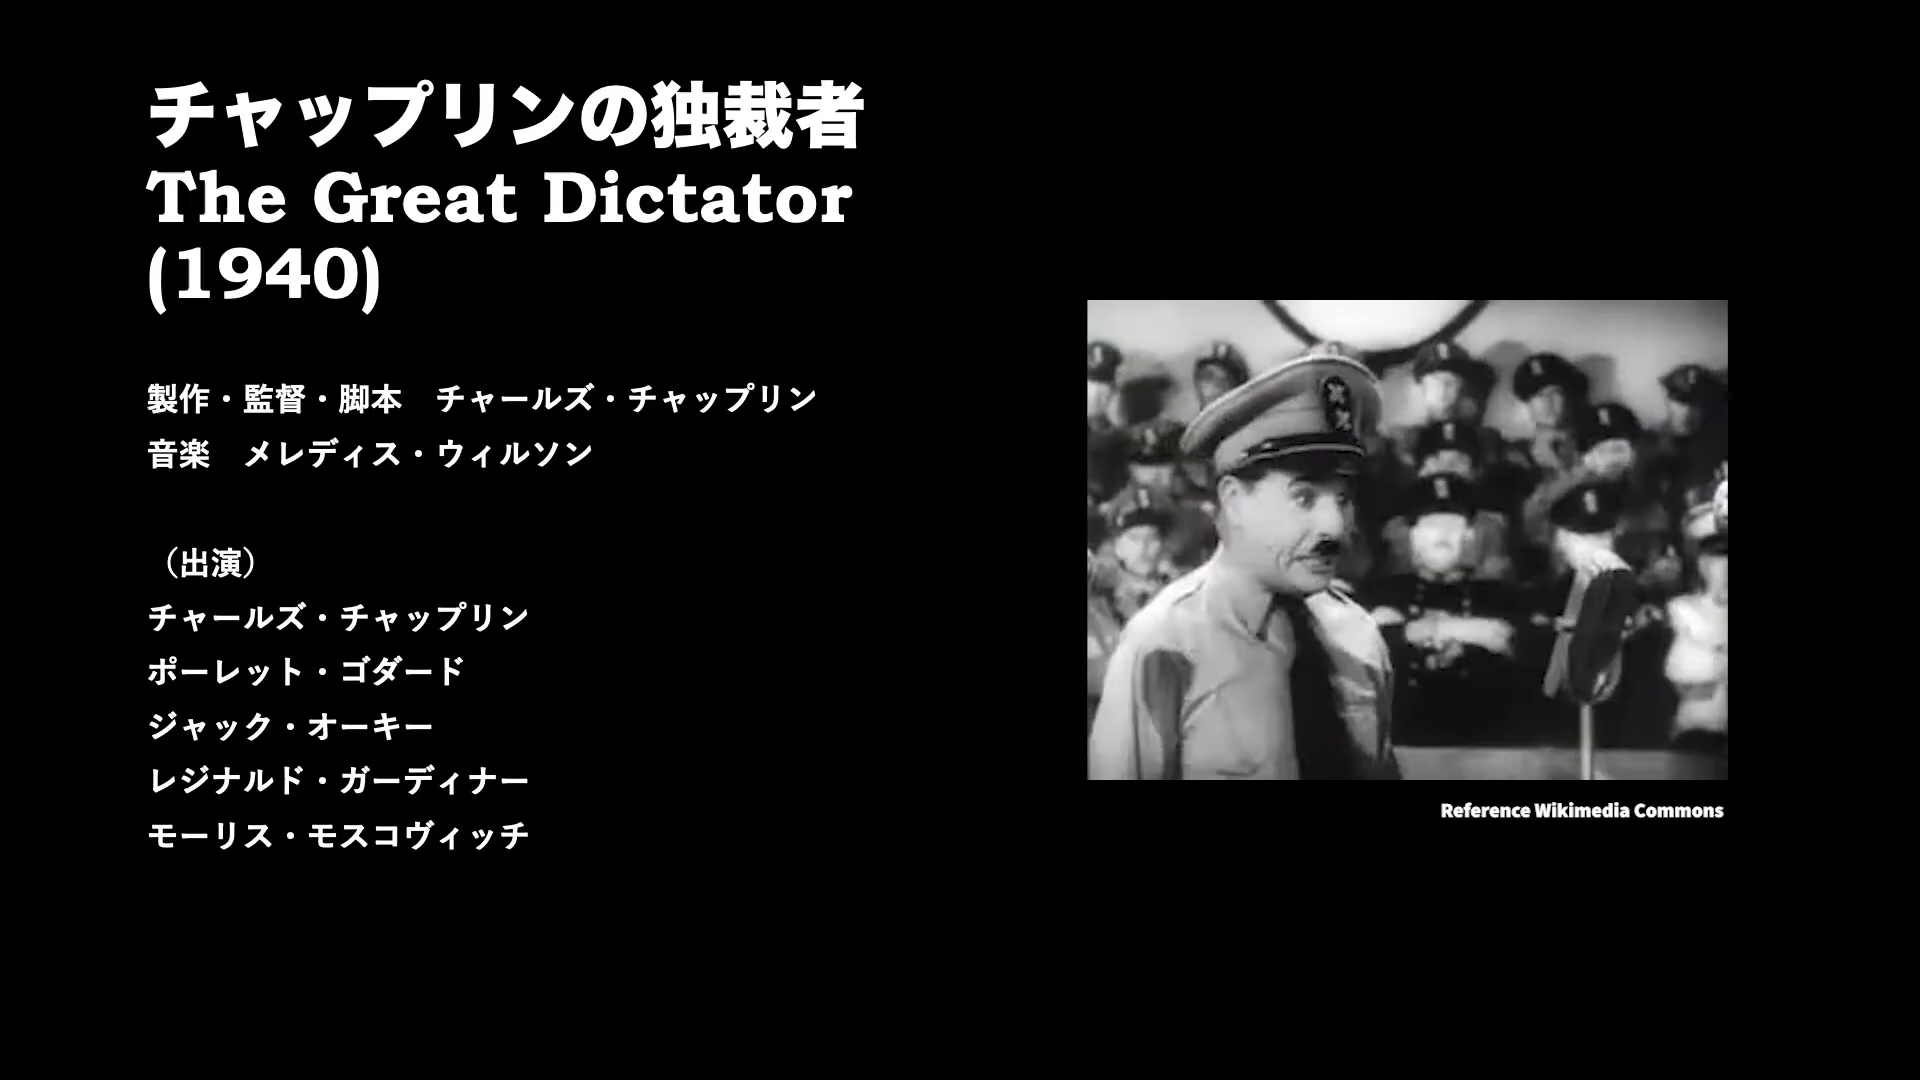 チャップリンの独裁者
The Great Dictator
(1940)
製作・監督・脚本　チャールズ・チャップリン
音楽　メレディス・ウィルソン
（出演）
チャールズ・チャップリン
ポーレット・ゴダード
ジャック・オーキー
レジナルド・ガーディナー
モーリス・モスコヴィッチ
Reference Wikimedia Commons